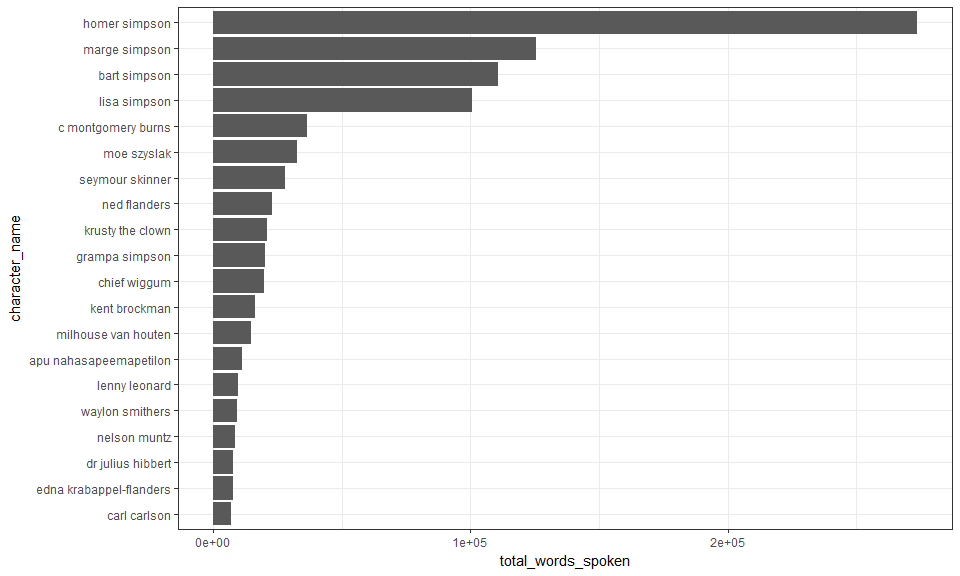 homer simpson
marge simpson
bart simpson
lisa simpson
c montgomery burns
moe szyslak
seymour skinner
ned flanders
krusty the clown
grampa simpson
chief wiggum
kent brockman
milhouse van houten
apu nahasapeemapetilon
lenny leonard
waylon smithers
nelson muntz
dr julius hibbert
edna krabappel-flanders
carl carlson
character_name
0e+00 1e+05 2e+05
total_words_spoken